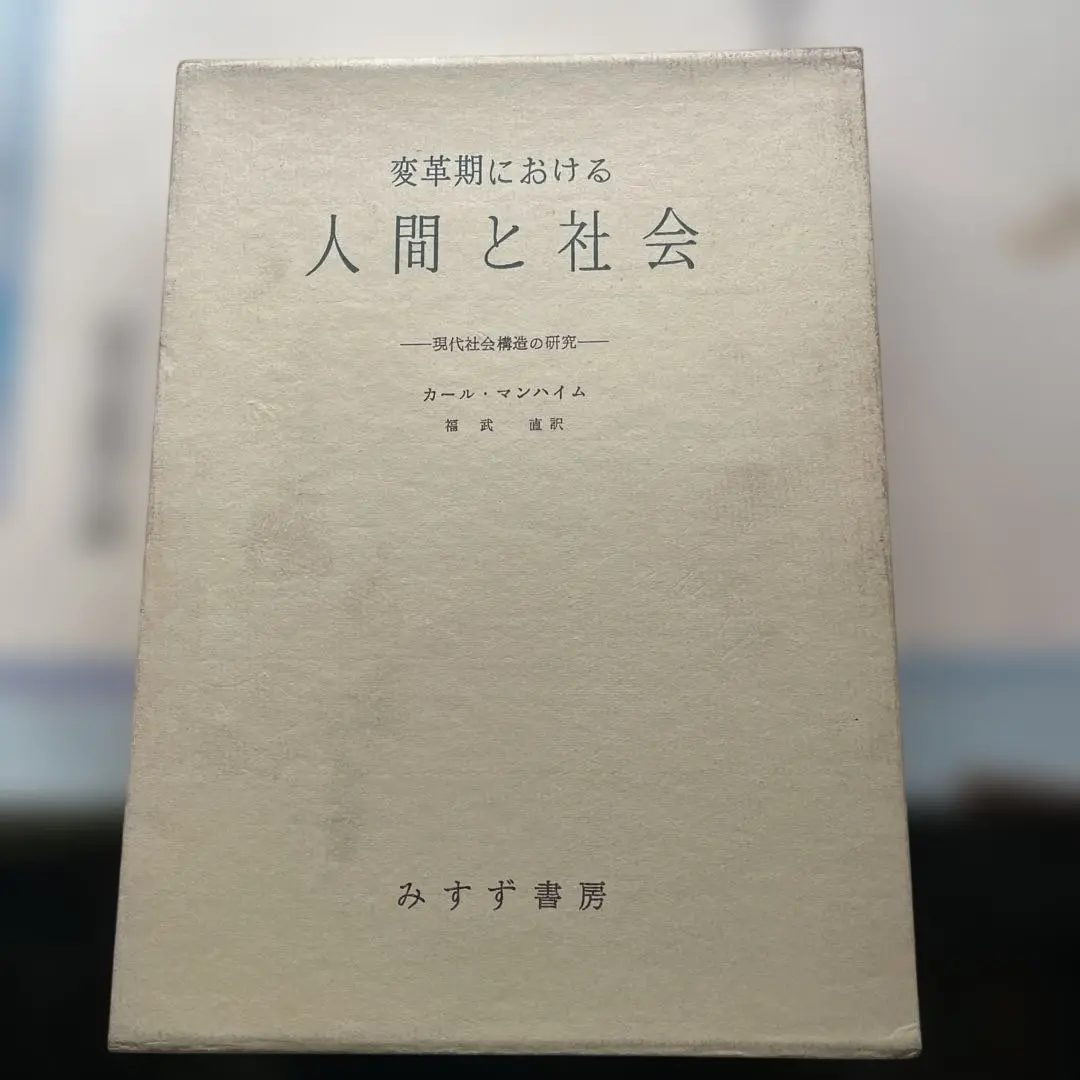 変革期における
人間と社会
──現代社会構造の研究──
カール・マンハイム
福武 直訳
みすず書房